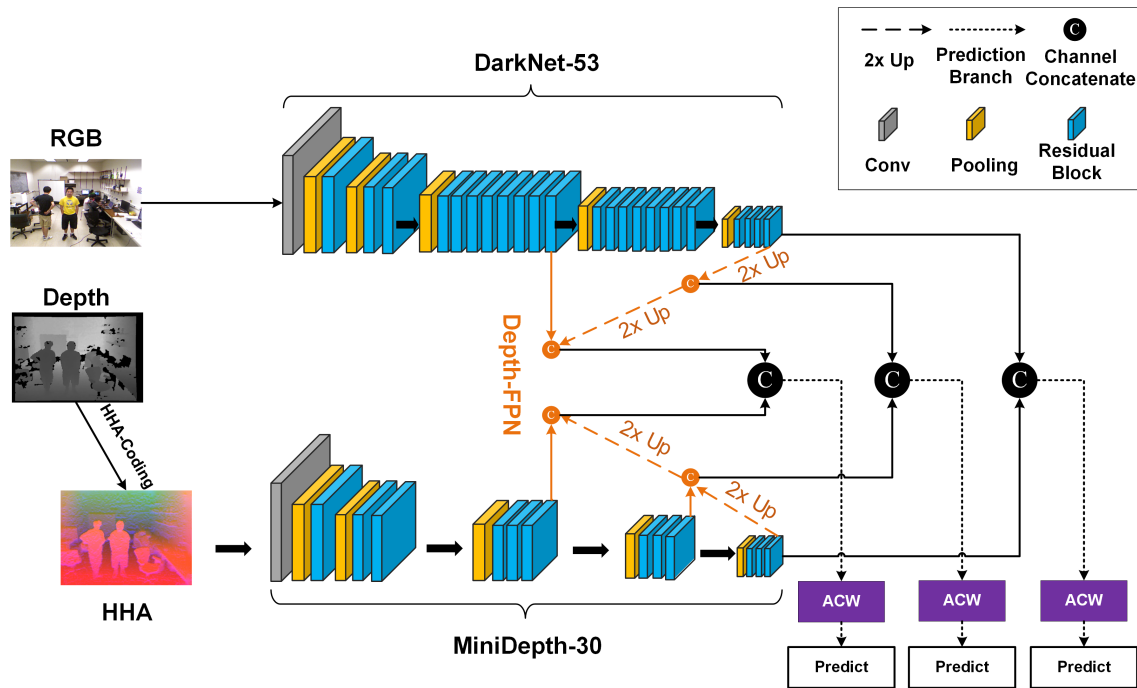 DarkNet-53
RGB
2x Up
Prediction
Branch
Channel
Concatenate
C
Conv
Pooling
Residual
Block
2x Up
C
2x Up
C
Depth
HHA-Coding
Depth-FPN
C
C
C
C
2x Up
C
2x Up
HHA
MiniDepth-30
ACW
ACW
ACW
Predict
Predict
Predict